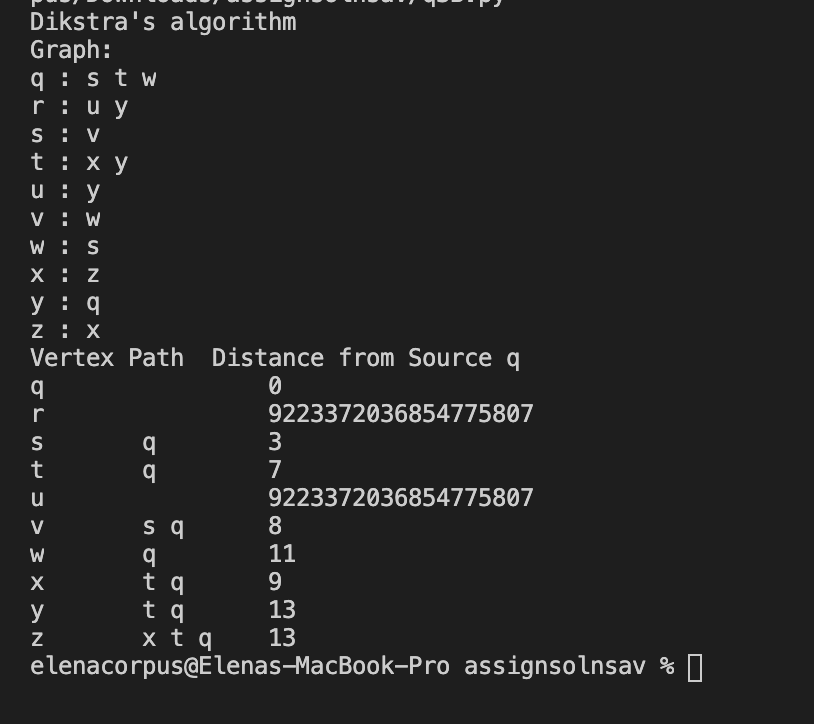 Dikstra's algorithm
Graph:
q : s t w
r : u y
s : v
t : x y
u : y
v : w
w : s
x : z
y : q
z : x
Vertex Path  Distance from Source q
q                0
r                9223372036854775807
s       q        3
t       q        7
u                9223372036854775807
v       s q      8
w       q        11
x       t q      9
y       t q      13
z       x t q    13
elenacorpus@Elenas-MacBook-Pro assignsolnsav %